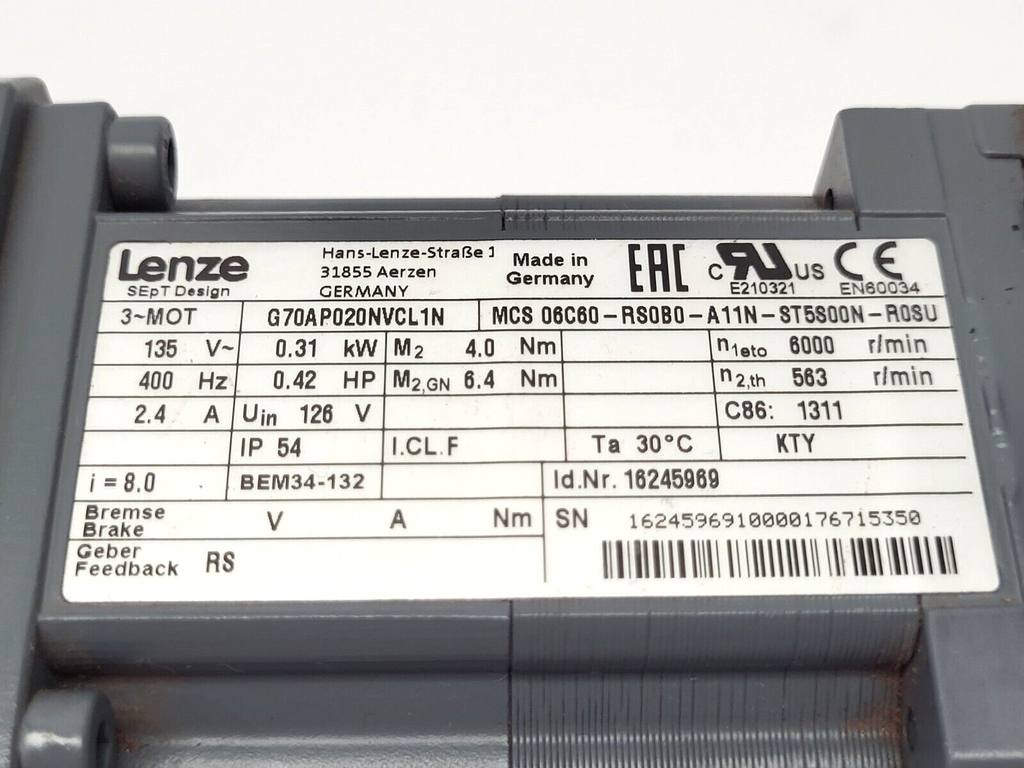 Lenze
SEpT Design
Hans-Lenze-Straße 1
31855 Aerzen
GERMANY
Made in
Germany
EAC
C RU US
E210321
CE
EN60034
3~MOT G70AP020NVCL1N MCS 06C60-RS0B0-A11N-ST5S00N-R0SU
135 V~ 0.31 kW M2 4.0 Nm n1eto 6000 r/min
400 Hz 0.42 HP M2,GN 6.4 Nm n2,th 563 r/min
2.4 A Uin 126 V C86: 1311
IP 54 I.CL.F Ta 30°C KTY
i = 8.0 BEM34-132 Id.Nr. 16245969
Bremse
Brake V A Nm
SN 1624596910000176715350
Geber
Feedback RS